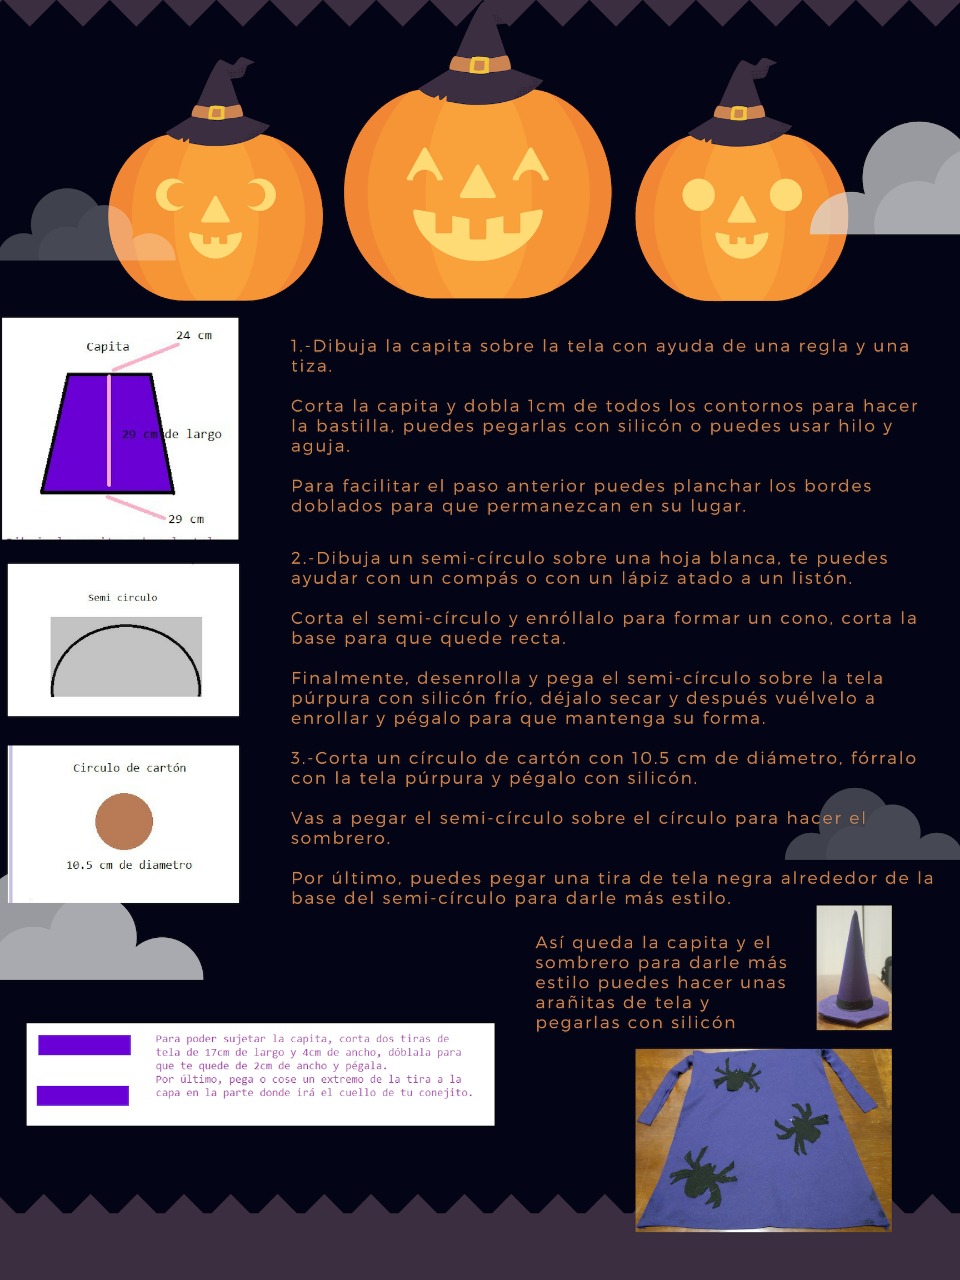 Capita
24 cm
29 cm de largo
29 cm
1.-Dibuja la capita sobre la tela con ayuda de una regla y una
tiza.
Corta la capita y dobla 1cm de todos los contornos para hacer
la bastilla, puedes pegarlas con silicón o puedes usar hilo y
aguja.
Para facilitar el paso anterior puedes planchar los bordes
doblados para que permanezcan en su lugar.
Semi circulo
2.-Dibuja un semi-círculo sobre una hoja blanca, te puedes
ayudar con un compás o con un lápiz atado a un listón.
Corta el semi-círculo y enróllalo para formar un cono, corta la
base para que quede recta.
Finalmente, desenrolla y pega el semi-círculo sobre la tela
púrpura con silicón frío, déjalo secar y después vuélvelo a
enrollar y pégalo para que mantenga su forma.
Circulo de cartón
10.5 cm de diametro
3.-Corta un círculo de cartón con 10.5 cm de diámetro, fórralo
con la tela púrpura y pégalo con silicón.
Vas a pegar el semi-círculo sobre el círculo para hacer el
sombrero.
Por último, puedes pegar una tira de tela negra alrededor de la
base del semi-círculo para darle más estilo.
Así queda la capita y el
sombrero para darle más
estilo puedes hacer unas
arañitas de tela y
pegarlas con silicón
Para poder sujetar la capita, corta dos tiras de
tela de 17cm de largo y 4cm de ancho, dóblala para
que te quede de 2cm de ancho y pégala.
Por último, pega o cose un extremo de la tira a la
capa en la parte donde irá el cuello de tu conejito.